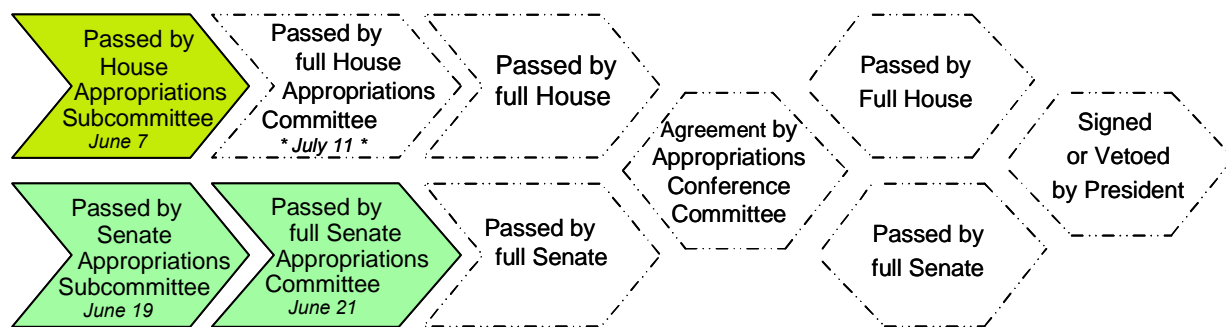 Passed by
House
Appropriations
Subcommittee
June 7
Passed by
full House
Appropriations
Committee
* July 11 *
Passed by
full House
Agreement by
Appropriations
Conference
Committee
Passed by
Full House
Signed
or Vetoed
by President
Passed by
Senate
Appropriations
Subcommittee
June 19
Passed by
full Senate
Appropriations
Committee
June 21
Passed by
full Senate
Passed by
full Senate